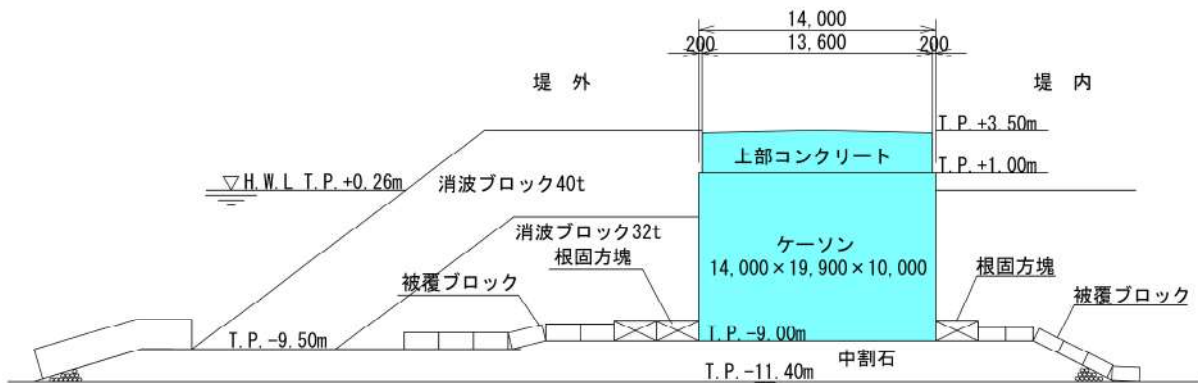 14,000
200
13,600
200
堤 外
堤 内
T.P.+3.50m
上部コンクリート
T.P.+1.00m
▽H.W.L T.P.+0.26m
消波ブロック40t
消波ブロック32t
ケーソン
根固方塊
14,000×19,900×10,000
根固方塊
被覆ブロック
被覆ブロック
T.P.-9.50m
T.P.-9.00m
中割石
T.P.-11.40m